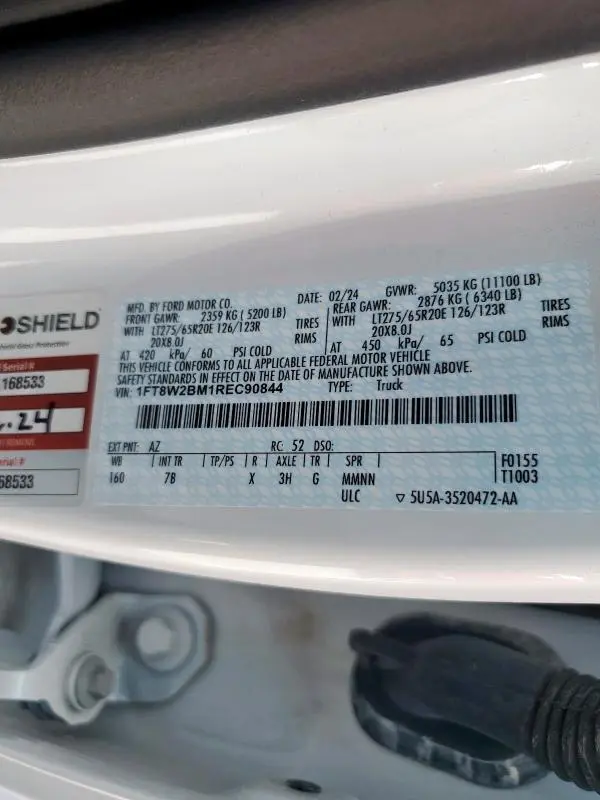 SHIELD
Serial #
168533
.24
68533
MFD. BY FORD MOTOR CO.
DATE: 02/24 GVWR: 5035 KG (11100 LB)
FRONT GAWR: 2359 KG (5200 LB)
REAR GAWR: 2876 KG (6340 LB)
WITH LT275/65R20E 126/123R TIRES
WITH LT275/65R20E 126/123R TIRES
20X8.0J RIMS
20X8.0J RIMS
AT 420 kPa/ 60 PSI COLD
AT 450 kPa/ 65 PSI COLD
THIS VEHICLE CONFORMS TO ALL APPLICABLE FEDERAL MOTOR VEHICLE
SAFETY STANDARDS IN EFFECT ON THE DATE OF MANUFACTURE SHOWN ABOVE.
VIN: 1FT8W2BM1REC90844 TYPE: Truck
EXT PNT: AZ RC: 52 DSO:
WB INT TR TP/PS R AXLE TR SPR F0155
160 7B X 3H G MMNN T1003
ULC ▽ 5U5A-3520472-AA